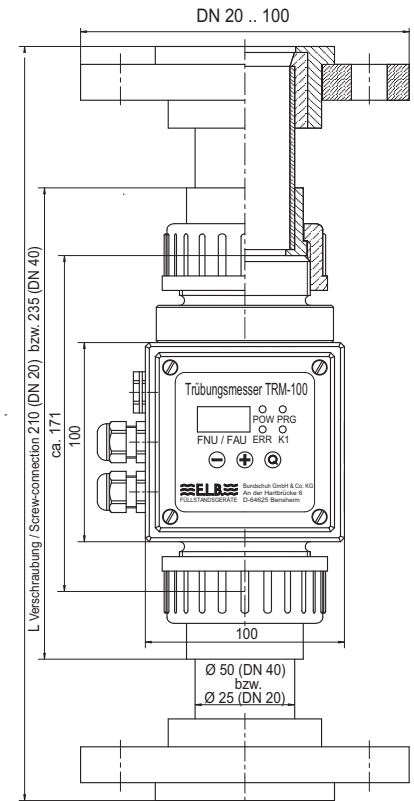 DN 20 .. 100
L Verschraubung / Screw-connection 210 (DN 20) bzw. 235 (DN 40)
ca. 171
100
Trübungsmesser TRM-100
POW PRG
FNU / FAU ERR K1
E.L.B.
FÜLLSTANDSGERÄTE
Bundschuh GmbH & Co. KG
An der Hartbrücke 6
D-64625 Bensheim
100
Ø 50 (DN 40)
bzw.
Ø 25 (DN 20)